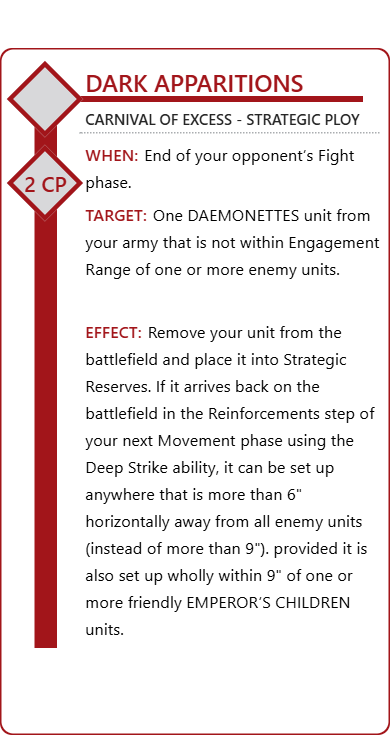 DARK APPARITIONS
CARNIVAL OF EXCESS - STRATEGIC PLOY
2 CP
WHEN: End of your opponent's Fight
phase.
TARGET: One DAEMONETTES unit from
your army that is not within Engagement
Range of one or more enemy units.
EFFECT: Remove your unit from the
battlefield and place it into Strategic
Reserves. If it arrives back on the
battlefield in the Reinforcements step of
your next Movement phase using the
Deep Strike ability, it can be set up
anywhere that is more than 6"
horizontally away from all enemy units
(instead of more than 9"). provided it is
also set up wholly within 9" of one or
more friendly EMPEROR'S CHILDREN
units.